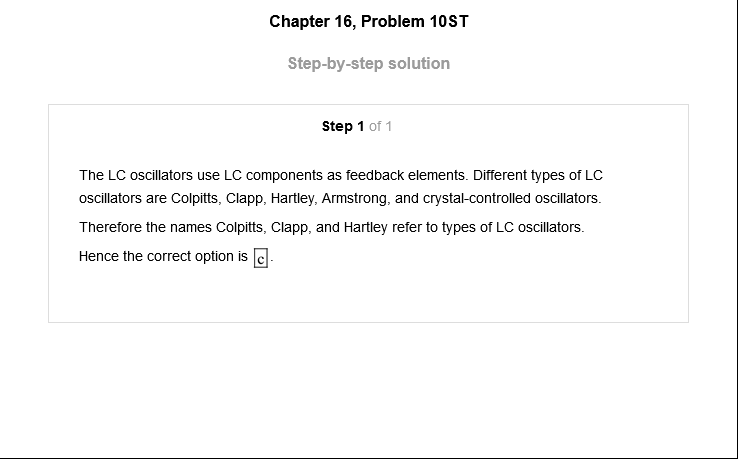 Chapter 16, Problem 10ST
Step-by-step solution
Step 1 of 1
The LC oscillators use LC components as feedback elements. Different types of LC
oscillators are Colpitts, Clapp, Hartley, Armstrong, and crystal-controlled oscillators.
Therefore the names Colpitts, Clapp, and Hartley refer to types of LC oscillators.
Hence the correct option is c.